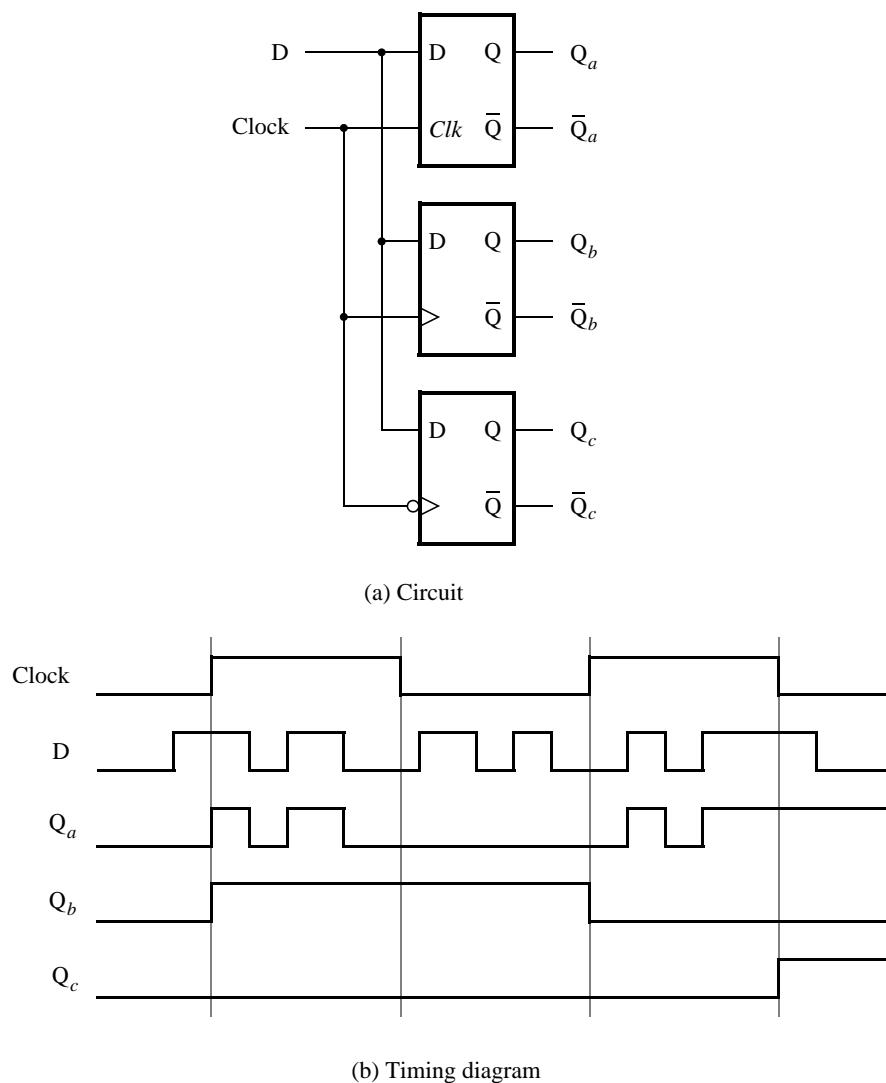 D D Q Qa
Clock Clk Q̅ Q̅a
D Q Qb
Q̅ Q̅b
D Q Qc
Q̅ Q̅c
(a) Circuit
Clock
D
Qa
Qb
Qc
(b) Timing diagram